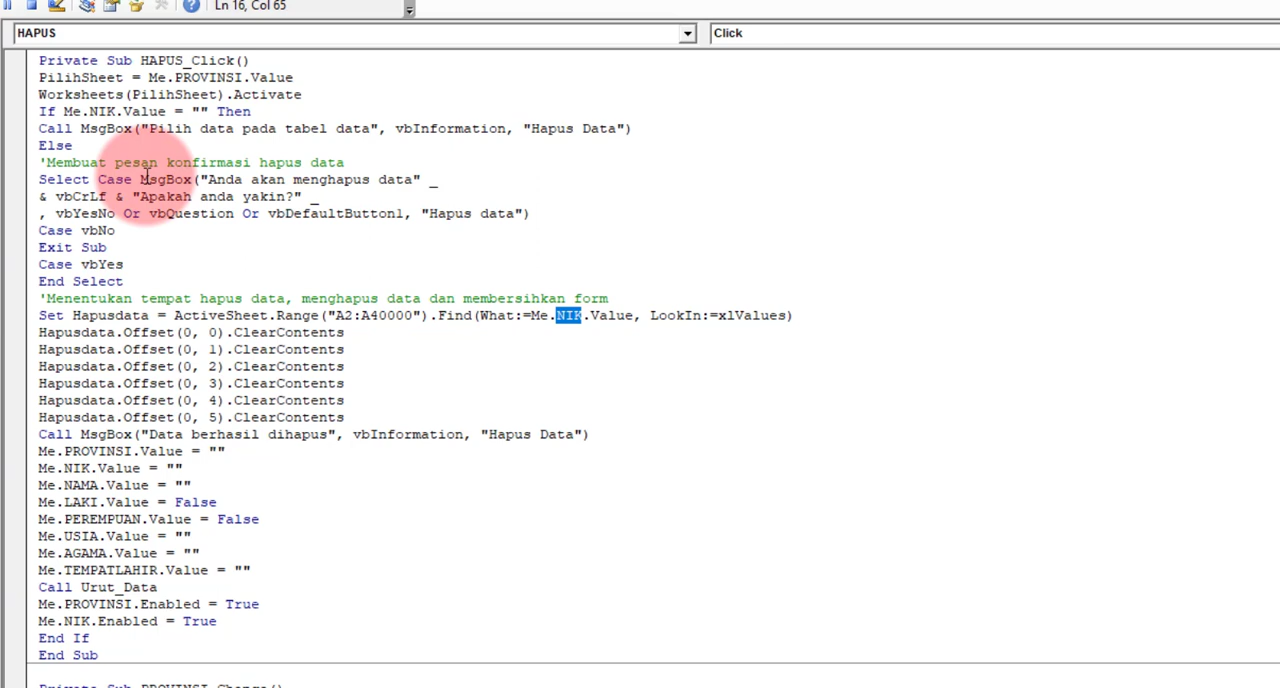 Ln 16, Col 65
HAPUS
Click
Private Sub HAPUS_Click()
PilihSheet = Me.PROVINSI.Value
Worksheets(PilihSheet).Activate
If Me.NIK.Value = "" Then
Call MsgBox("Pilih data pada tabel data", vbInformation, "Hapus Data")
Else
'Membuat pesan konfirmasi hapus data
Select Case MsgBox("Anda akan menghapus data" _
& vbCrLf & "Apakah anda yakin?" _
, vbYesNo Or vbQuestion Or vbDefaultButton1, "Hapus data")
Case vbNo
Exit Sub
Case vbYes
End Select
'Menentukan tempat hapus data, menghapus data dan membersihkan form
Set Hapusdata = ActiveSheet.Range("A2:A40000").Find(What:=Me.NIK.Value, LookIn:=xlValues)
Hapusdata.Offset(0, 0).ClearContents
Hapusdata.Offset(0, 1).ClearContents
Hapusdata.Offset(0, 2).ClearContents
Hapusdata.Offset(0, 3).ClearContents
Hapusdata.Offset(0, 4).ClearContents
Hapusdata.Offset(0, 5).ClearContents
Call MsgBox("Data berhasil dihapus", vbInformation, "Hapus Data")
Me.PROVINSI.Value = ""
Me.NIK.Value = ""
Me.NAMA.Value = ""
Me.LAKI.Value = False
Me.PEREMPUAN.Value = False
Me.USIA.Value = ""
Me.AGAMA.Value = ""
Me.TEMPATLAHIR.Value = ""
Call Urut_Data
Me.PROVINSI.Enabled = True
Me.NIK.Enabled = True
End If
End Sub
Private Sub PROVINSI_Change()